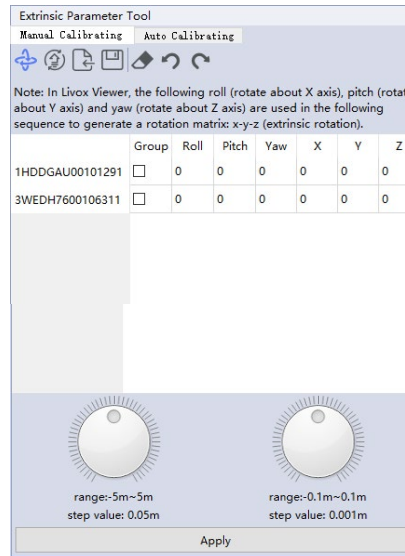 Extrinsic Parameter Tool
Manual Calibrating Auto Calibrating
Note: In Livox Viewer, the following roll (rotate about X axis), pitch (rotat
about Y axis) and yaw (rotate about Z axis) are used in the following
sequence to generate a rotation matrix: x-y-z (extrinsic rotation).
Group Roll Pitch Yaw X Y Z
1HDDGAU00101291 0 0 0 0 0 0
3WEDH7600106311 0 0 0 0 0 0
range:-5m~5m range:-0.1m~0.1m
step value: 0.05m step value: 0.001m
Apply